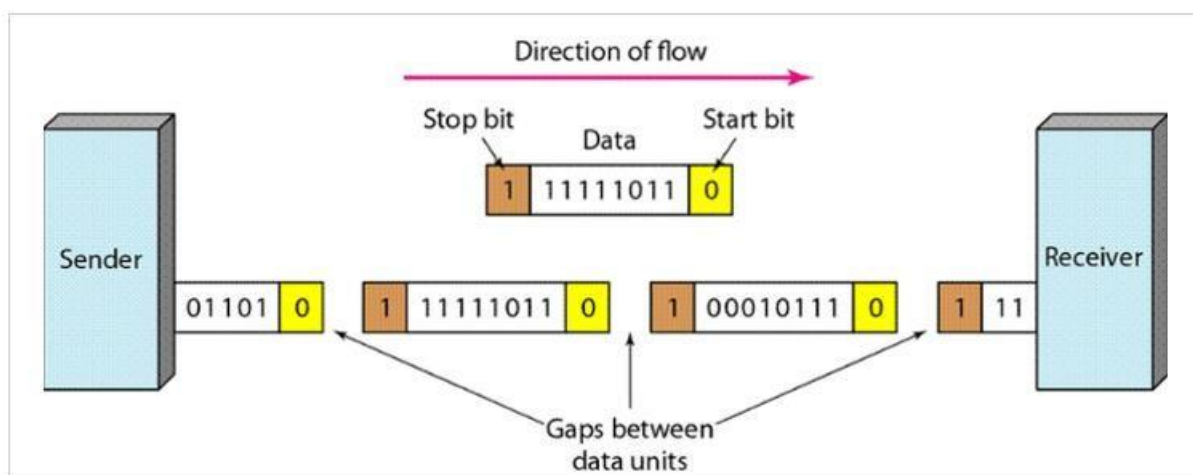 Direction of flow
Stop bit
Data
Start bit
1 11111011 0
Sender
Receiver
01101 0
1 11111011 0
1 00010111 0
1 11
Gaps between
data units